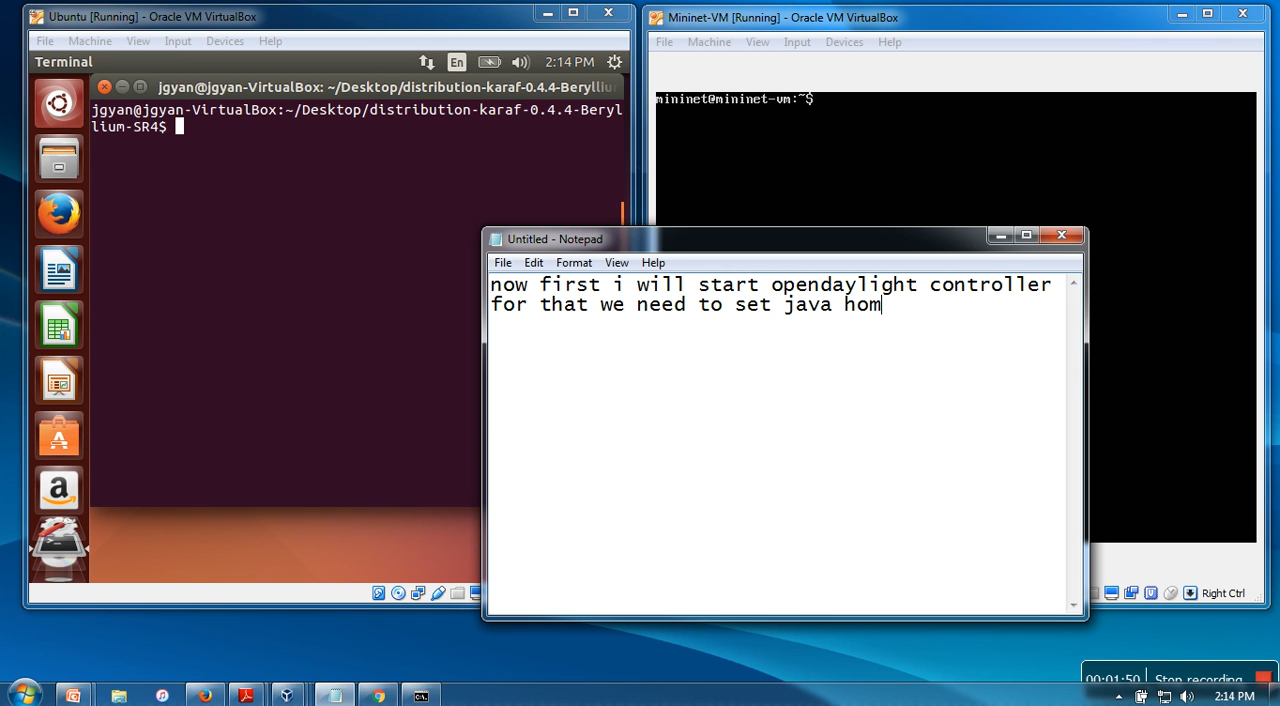 Ubuntu [Running] - Oracle VM VirtualBox
File Machine View Input Devices Help
Terminal
En
2:14 PM
jgyan@jgyan-VirtualBox: ~/Desktop/distribution-karaf-0.4.4-Beryllium
jgyan@jgyan-VirtualBox:~/Desktop/distribution-karaf-0.4.4-Beryl
lium-SR4$
Mininet-VM [Running] - Oracle VM VirtualBox
File Machine View Input Devices Help
mininet@mininet-vm:~$
Untitled - Notepad
File Edit Format View Help
now first i will start opendaylight controller
for that we need to set java hom
Right Ctrl
00:01:50 Stop recording
2:14 PM